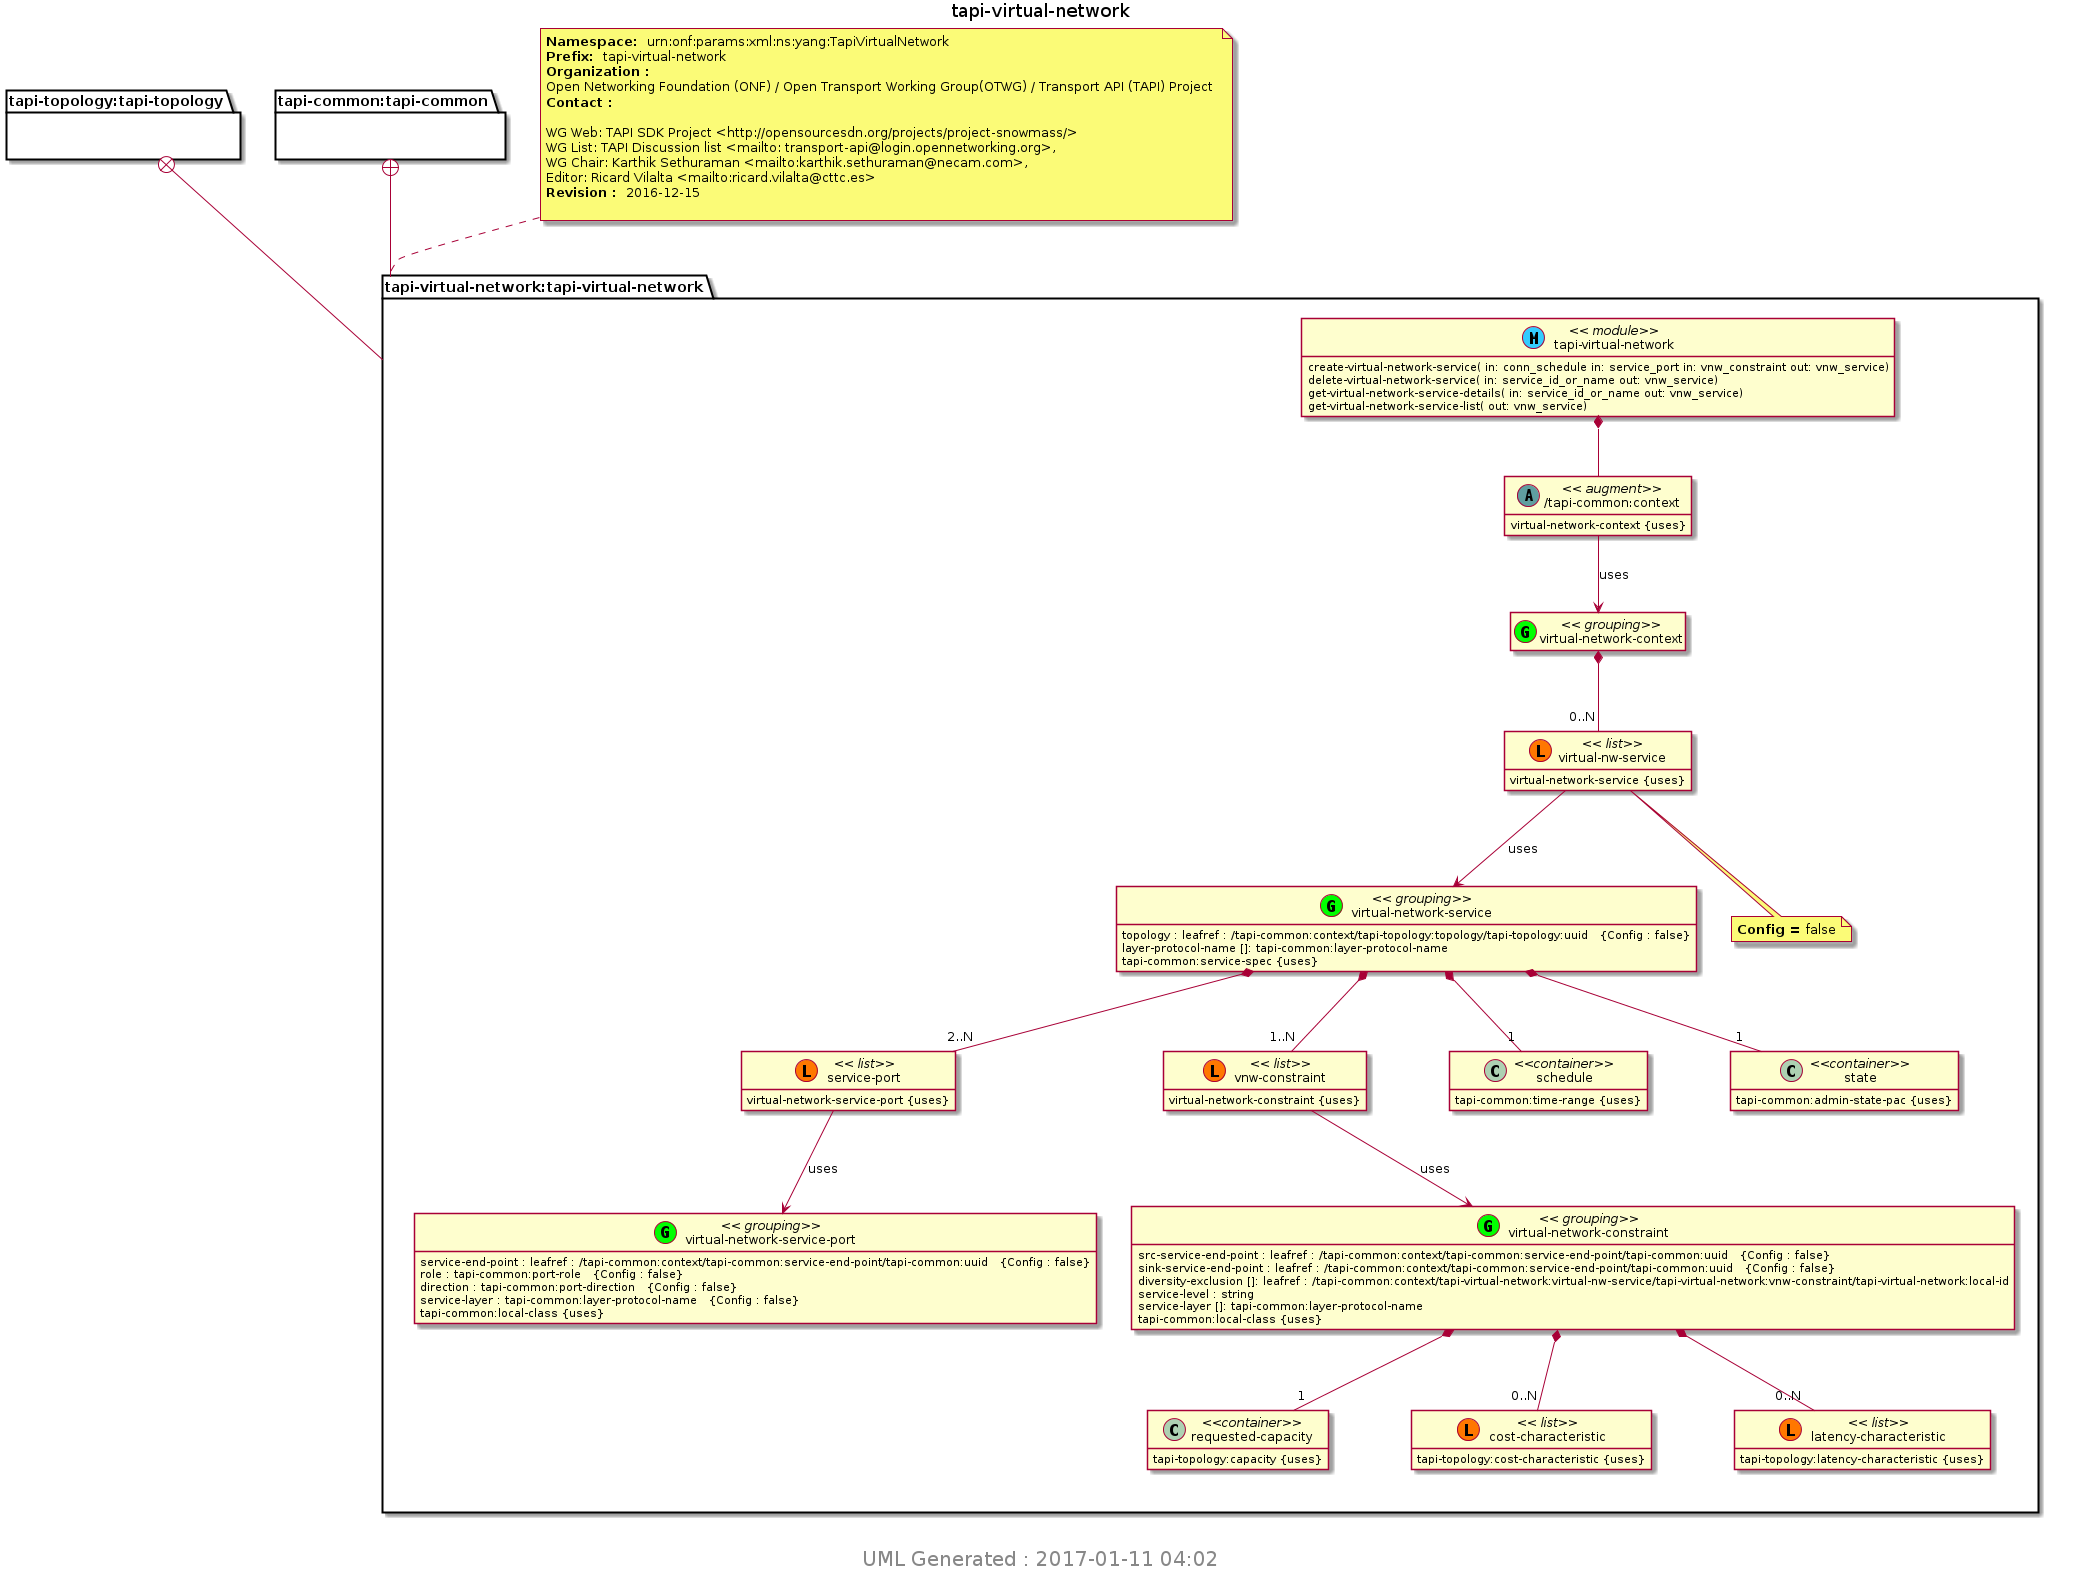 tapi-virtual-network
Namespace: urn:onf:params:xml:ns:yang:TapiVirtualNetwork
Prefix: tapi-virtual-network
Organization :
Open Networking Foundation (ONF) / Open Transport Working Group(OTWG) / Transport API (TAPI) Project
Contact :
WG Web: TAPI SDK Project <http://opensourcesdn.org/projects/project-snowmass/>
WG List: TAPI Discussion list <mailto: transport-api@login.opennetworking.org>,
WG Chair: Karthik Sethuraman <mailto:karthik.sethuraman@necam.com>,
Editor: Ricard Vilalta <mailto:ricard.vilalta@cttc.es>
Revision : 2016-12-15
tapi-topology:tapi-topology
tapi-common:tapi-common
tapi-virtual-network:tapi-virtual-network
M
<< module>>
tapi-virtual-network
create-virtual-network-service( in: conn_schedule in: service_port in: vnw_constraint out: vnw_service)
delete-virtual-network-service( in: service_id_or_name out: vnw_service)
get-virtual-network-service-details( in: service_id_or_name out: vnw_service)
get-virtual-network-service-list( out: vnw_service)
A
<< augment>>
/tapi-common:context
virtual-network-context {uses}
uses
G
<< grouping>>
virtual-network-context
0..N
L
<< list>>
virtual-nw-service
virtual-network-service {uses}
uses
G
<< grouping>>
virtual-network-service
topology : leafref : /tapi-common:context/tapi-topology:topology/tapi-topology:uuid {Config : false}
layer-protocol-name []: tapi-common:layer-protocol-name
tapi-common:service-spec {uses}
Config = false
2..N
1..N
1
1
L
<< list>>
service-port
virtual-network-service-port {uses}
L
<< list>>
vnw-constraint
virtual-network-constraint {uses}
C
<<container>>
schedule
tapi-common:time-range {uses}
C
<<container>>
state
tapi-common:admin-state-pac {uses}
uses
uses
G
<< grouping>>
virtual-network-service-port
service-end-point : leafref : /tapi-common:context/tapi-common:service-end-point/tapi-common:uuid {Config : false}
role : tapi-common:port-role {Config : false}
direction : tapi-common:port-direction {Config : false}
service-layer : tapi-common:layer-protocol-name {Config : false}
tapi-common:local-class {uses}
G
<< grouping>>
virtual-network-constraint
src-service-end-point : leafref : /tapi-common:context/tapi-common:service-end-point/tapi-common:uuid {Config : false}
sink-service-end-point : leafref : /tapi-common:context/tapi-common:service-end-point/tapi-common:uuid {Config : false}
diversity-exclusion []: leafref : /tapi-common:context/tapi-virtual-network:virtual-nw-service/tapi-virtual-network:vnw-constraint/tapi-virtual-network:local-id
service-level : string
service-layer []: tapi-common:layer-protocol-name
tapi-common:local-class {uses}
1
0..N
0..N
C
<<container>>
requested-capacity
tapi-topology:capacity {uses}
L
<< list>>
cost-characteristic
tapi-topology:cost-characteristic {uses}
L
<< list>>
latency-characteristic
tapi-topology:latency-characteristic {uses}
UML Generated : 2017-01-11 04:02